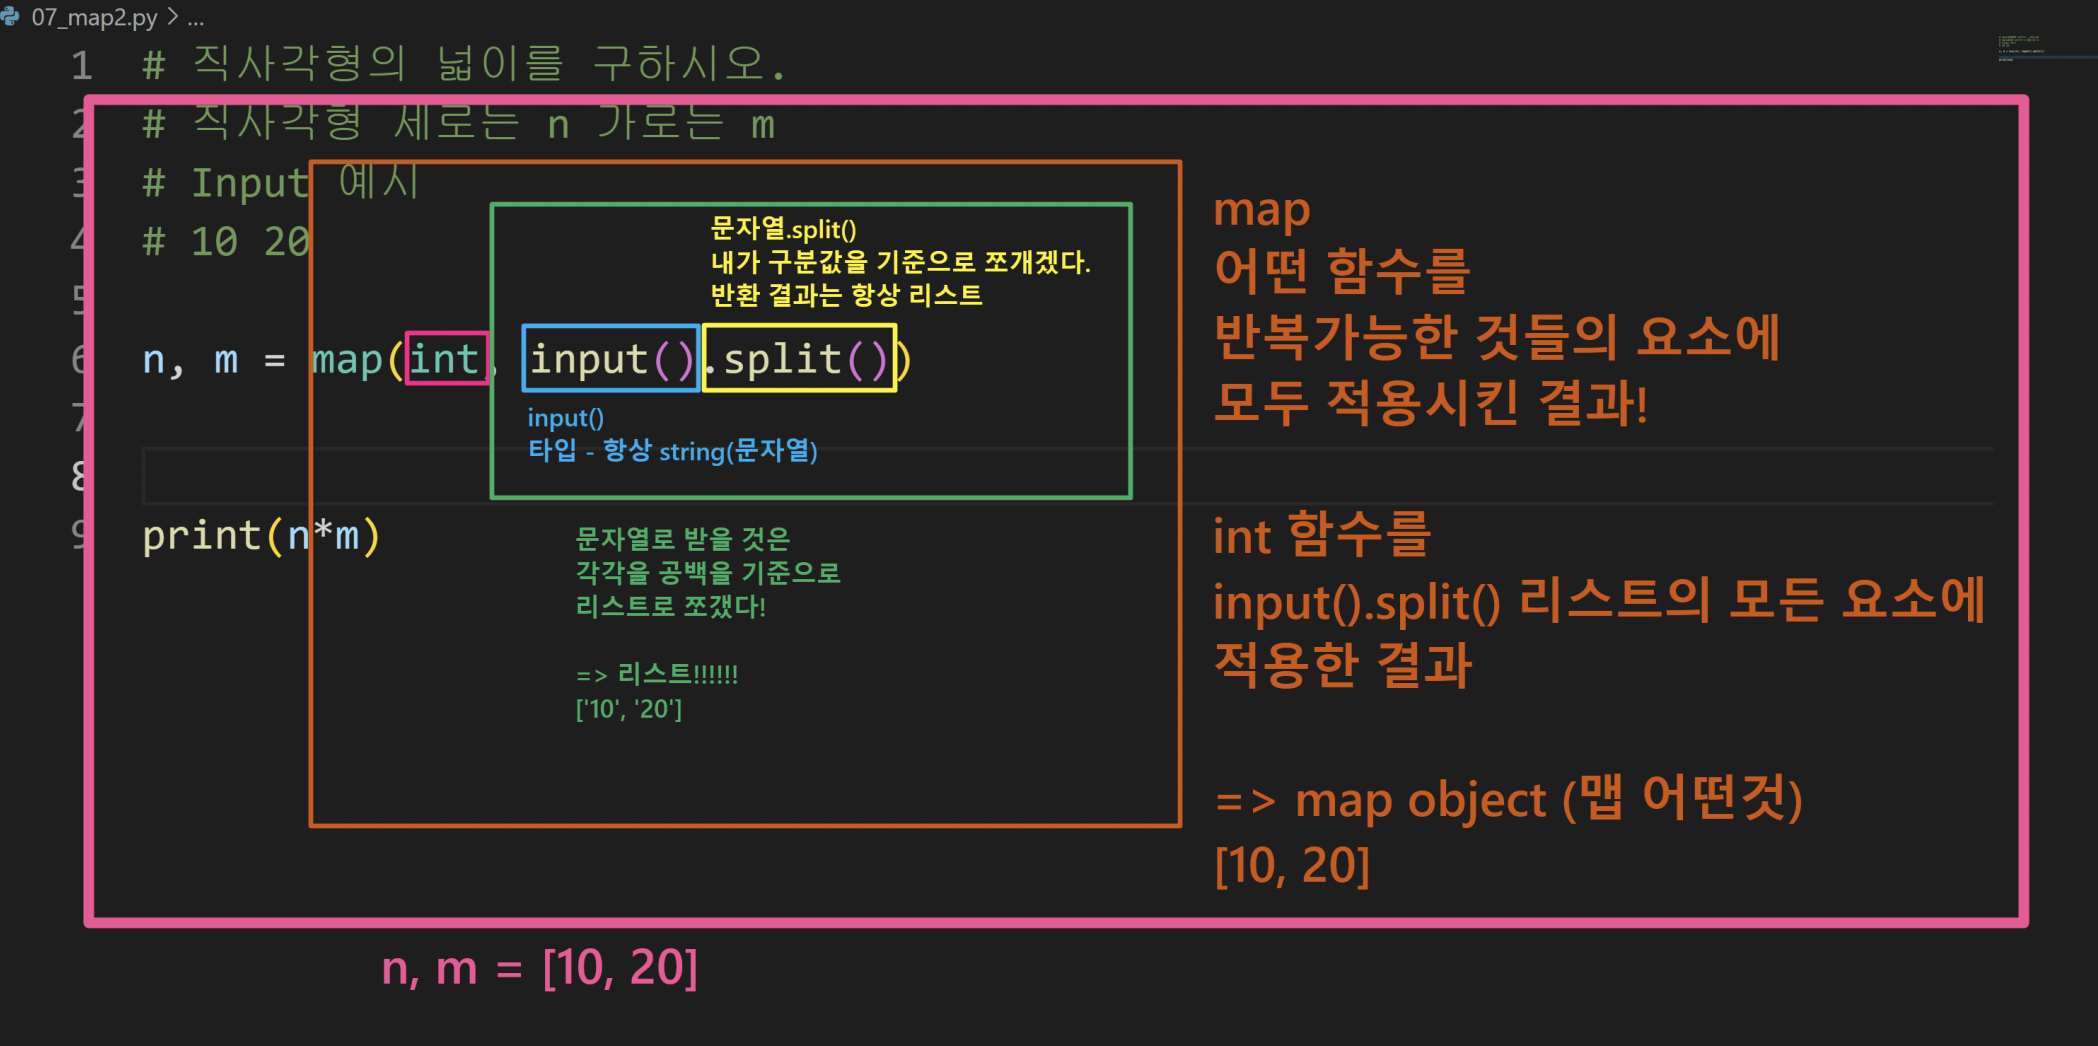 07_map2.py > ...
1 # 직사각형의 넓이를 구하시오.
2 # 직사각형 세로는 n 가로는 m
3 # Input 예시
4 # 10 20
5
문자열.split()
내가 구분값을 기준으로 쪼개겠다.
반환 결과는 항상 리스트
6 n, m = map(int, input().split())
7
input()
타입 - 항상 string(문자열)
8
9 print(n*m)
문자열로 받을 것은
각각을 공백을 기준으로
리스트로 쪼갰다!
=> 리스트!!!!!!
['10', '20']
map
어떤 함수를
반복가능한 것들의 요소에
모두 적용시킨 결과!
int 함수를
input().split() 리스트의 모든 요소에
적용한 결과
=> map object (맵 어떤것)
[10, 20]
n, m = [10, 20]